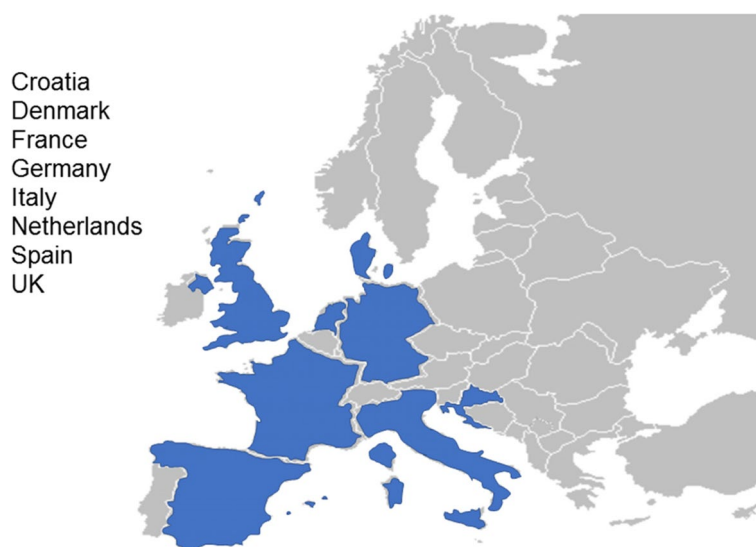 Croatia
Denmark
France
Germany
Italy
Netherlands
Spain
UK